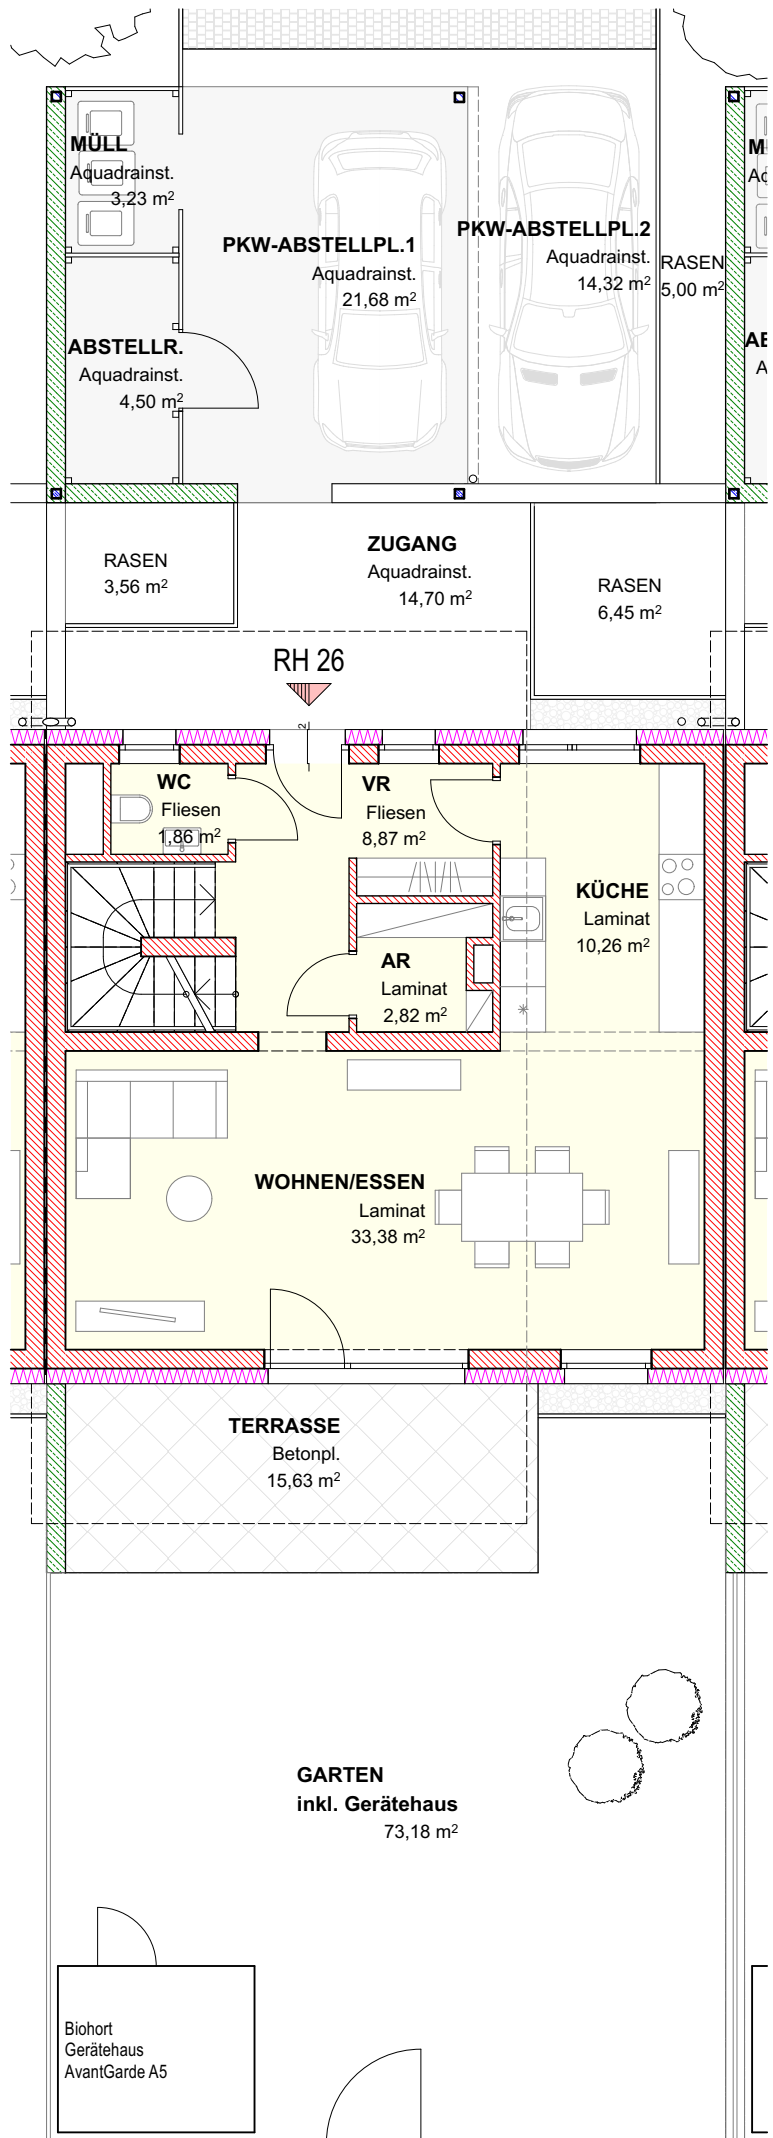 MÜLL
Aquadrainst.
3,23 m²
PKW-ABSTELLPL.1
Aquadrainst.
21,68 m²
PKW-ABSTELLPL.2
Aquadrainst.
14,32 m²
RASEN
5,00 m²
M
Aq
ABSTELLR.
Aquadrainst.
4,50 m²
AB
A
RASEN
3,56 m²
ZUGANG
Aquadrainst.
14,70 m²
RASEN
6,45 m²
RH 26
2
WC
Fliesen
1,86 m²
VR
Fliesen
8,87 m²
KÜCHE
Laminat
10,26 m²
AR
Laminat
2,82 m²
WOHNEN/ESSEN
Laminat
33,38 m²
TERRASSE
Betonpl.
15,63 m²
GARTEN
inkl. Gerätehaus
73,18 m²
Biohort
Gerätehaus
AvantGarde A5